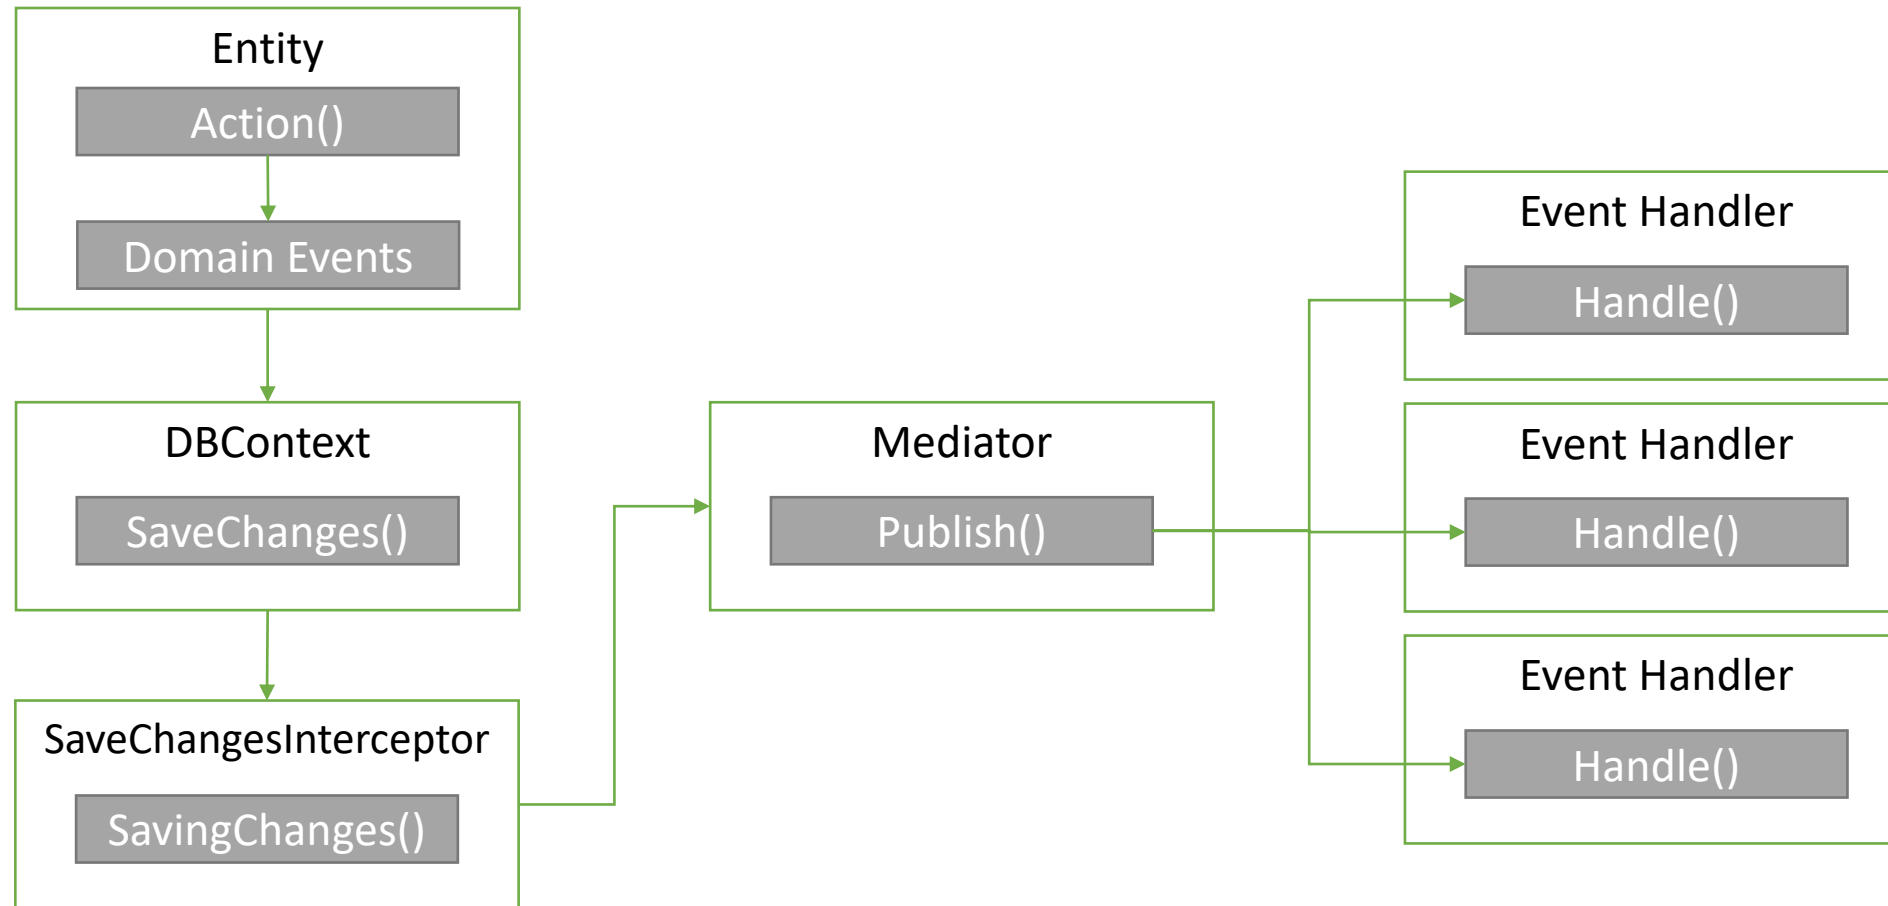 Entity
Action()
Domain Events
DBContext
SaveChanges()
SaveChangesInterceptor
SavingChanges()
Mediator
Publish()
Event Handler
Handle()
Event Handler
Handle()
Event Handler
Handle()